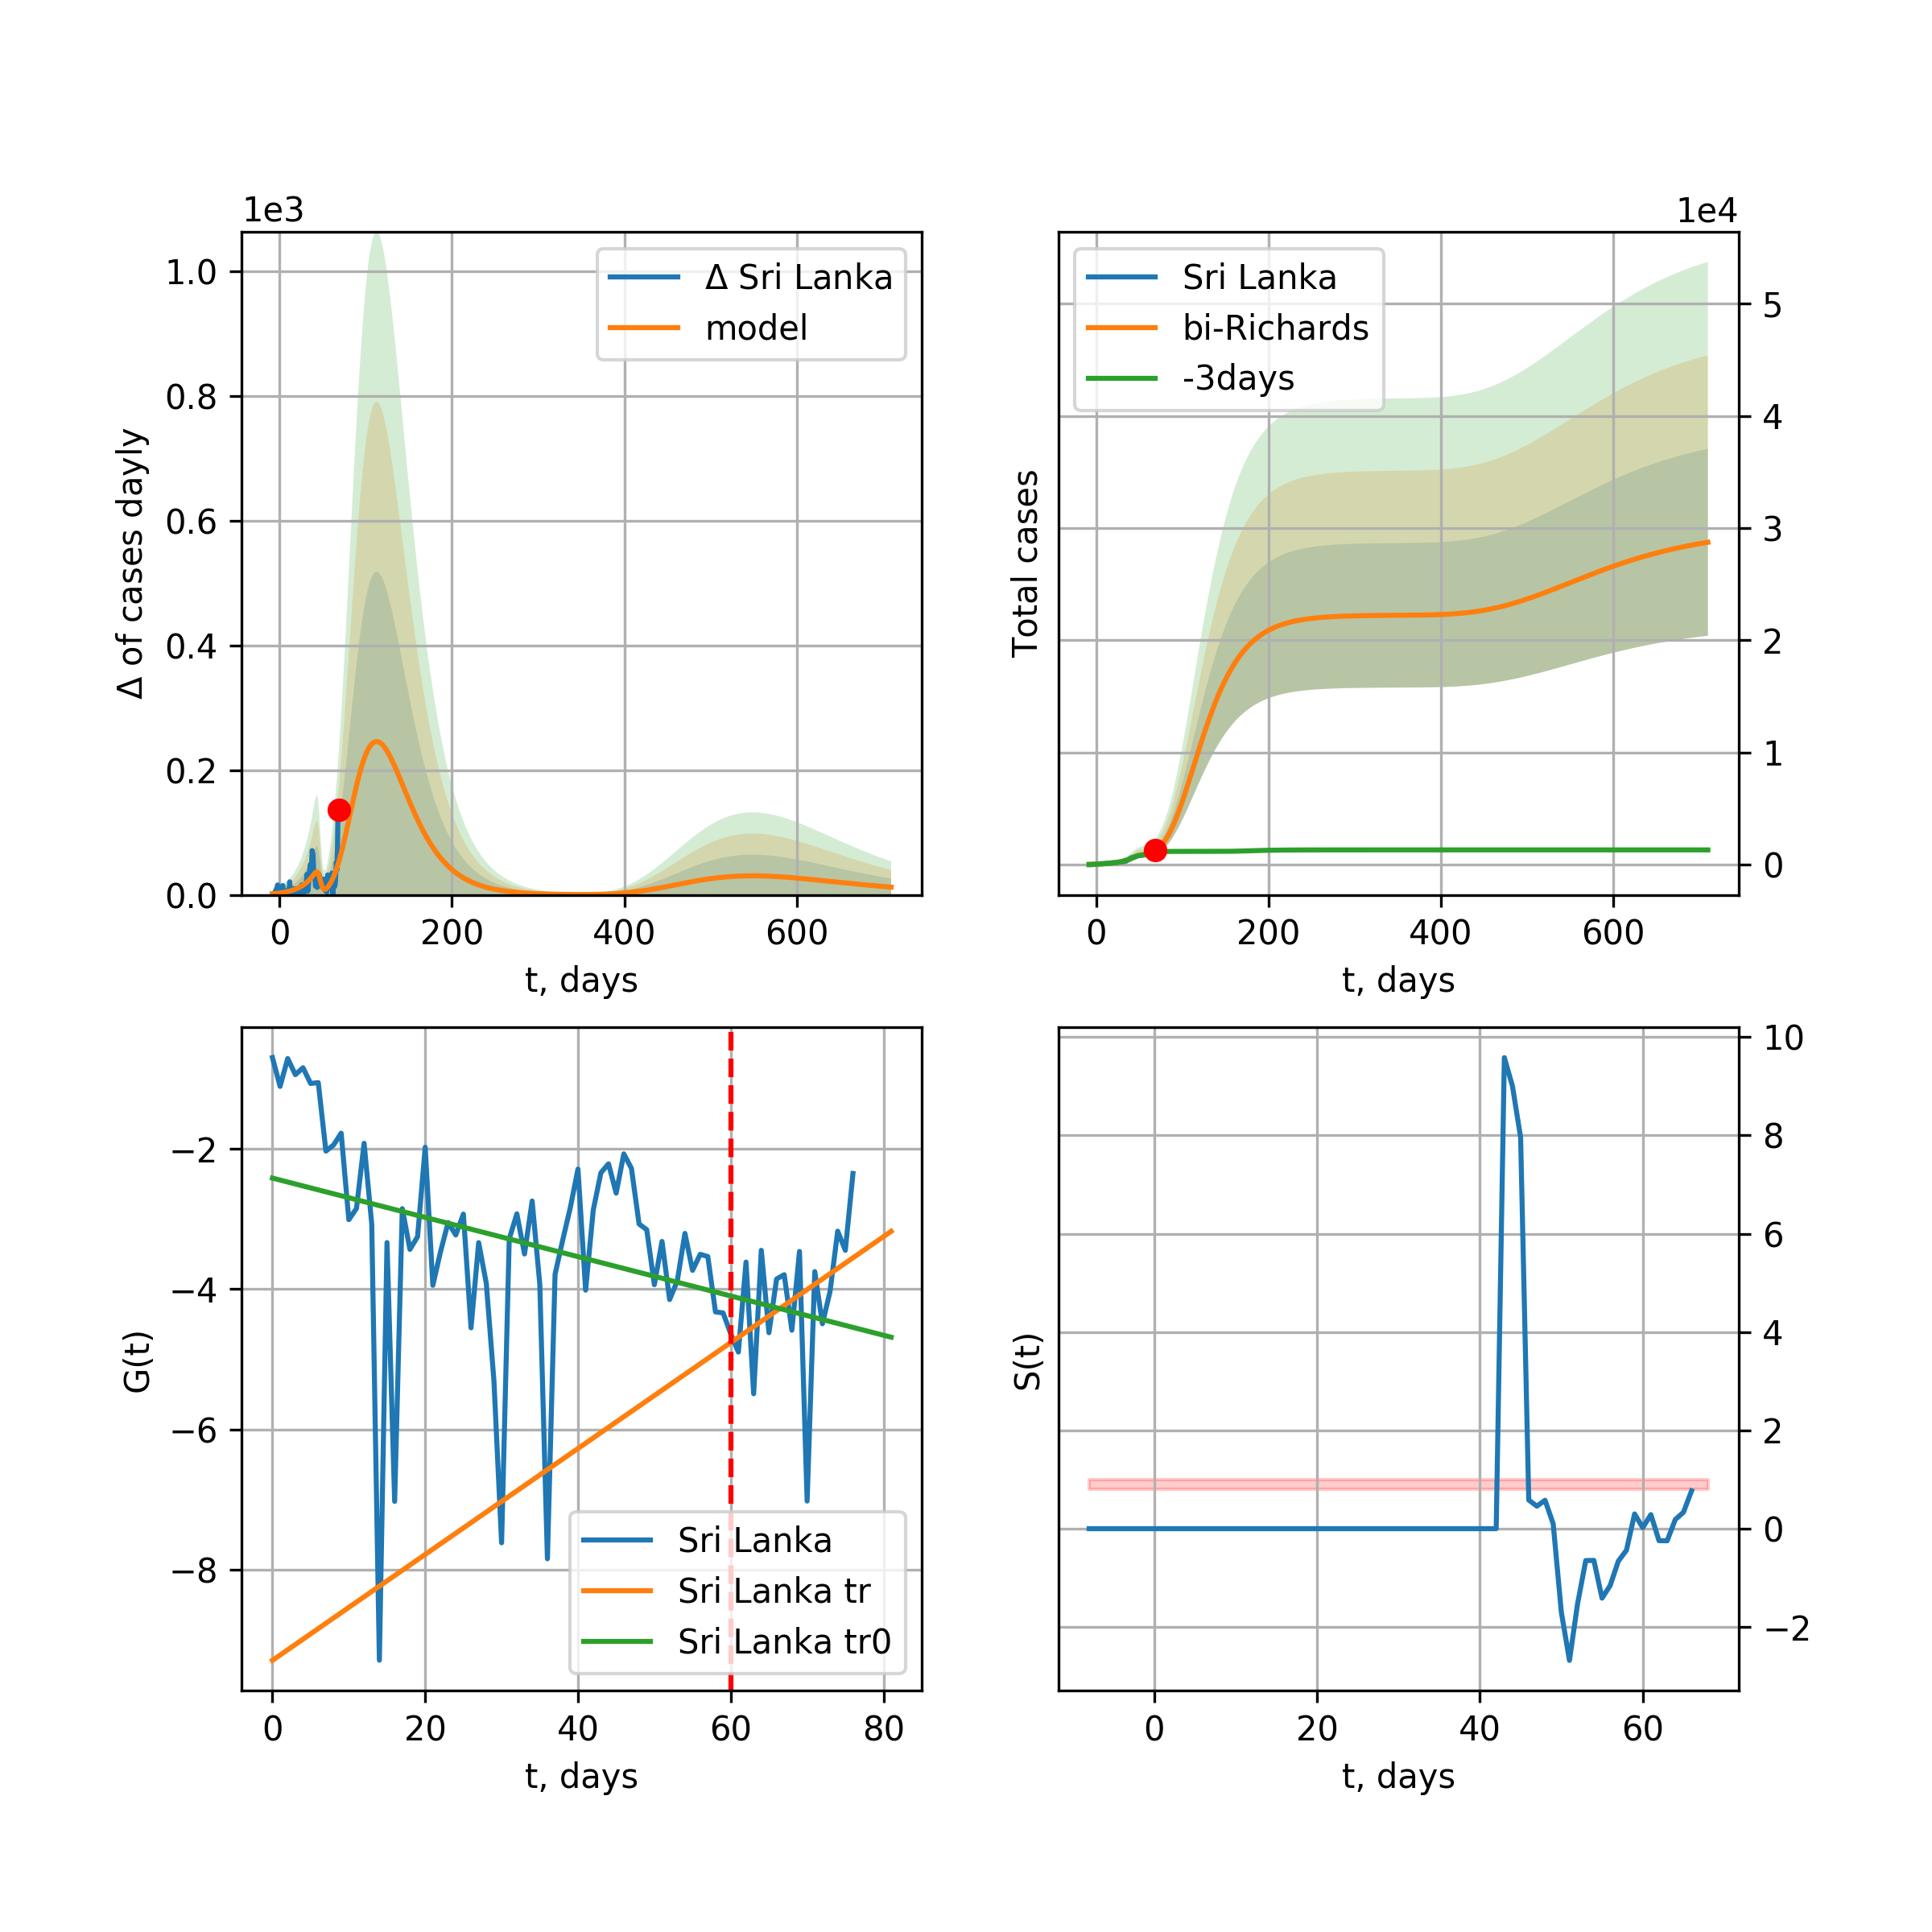 1e3
Δ of cases dayly
1.0
0.8
0.6
0.4
0.2
0.0
0 200 400 600
t, days
Δ Sri Lanka
model
1e4
Total cases
5
4
3
2
1
0
0 200 400 600
t, days
Sri Lanka
bi-Richards
-3days
G(t)
−2
−4
−6
−8
0 20 40 60 80
t, days
Sri Lanka
Sri Lanka tr
Sri Lanka tr0
S(t)
10
8
6
4
2
0
−2
0 20 40 60
t, days